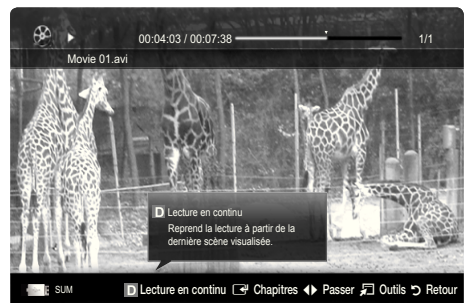 00:04:03 / 00:07:38 1/1
Movie 01.avi
D Lecture en continu
Reprend la lecture à partir de la
dernière scène visualisée.
SUM D Lecture en continu Chapitres Passer Outils Retour